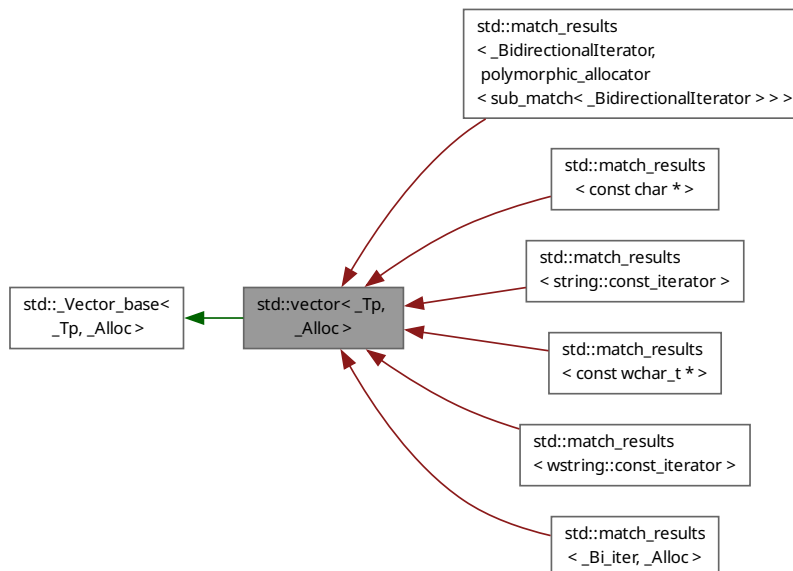 std::match_results
< _BidirectionalIterator,
polymorphic_allocator
< sub_match< _BidirectionalIterator > > >
std::match_results
< const char * >
std::match_results
< string::const_iterator >
std::_Vector_base<
_Tp, _Alloc >
std::vector< _Tp,
_Alloc >
std::match_results
< const wchar_t * >
std::match_results
< wstring::const_iterator >
std::match_results
< _Bi_iter, _Alloc >